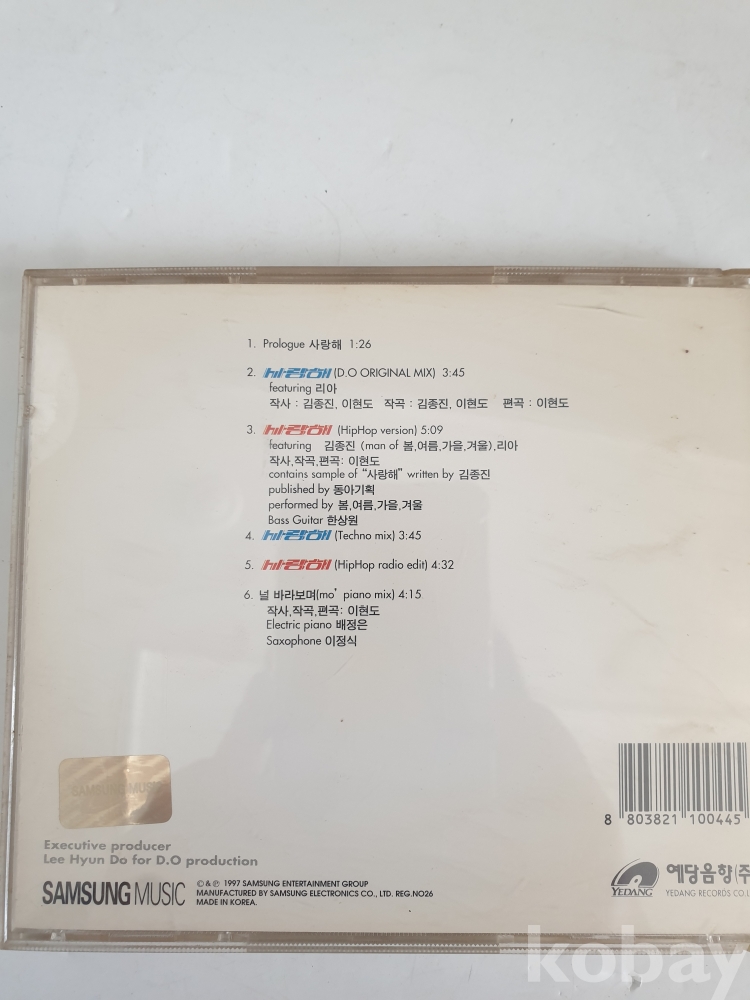 1. Prologue 사랑해 1:26
2. 사랑해 (D.O ORIGINAL MIX) 3:45
featuring 리아
작사 : 김종진, 이현도 작곡 : 김종진, 이현도 편곡 : 이현도
3. 사랑해 (HipHop version) 5:09
featuring 김종진 (man of 봄,여름,가을,겨울),리아
작사,작곡,편곡: 이현도
contains sample of "사랑해" written by 김종진
published by 동아기획
performed by 봄,여름,가을,겨울
Bass Guitar 한상원
4. 사랑해 (Techno mix) 3:45
5. 사랑해 (HipHop radio edit) 4:32
6. 널 바라보며(mo' piano mix) 4:15
작사,작곡,편곡: 이현도
Electric piano 배정은
Saxophone 이정식
8 803821 100445
Executive producer
Lee Hyun Do for D.O production
SAMSUNG MUSIC
© & ℗ 1997 SAMSUNG ENTERTAINMENT GROUP
MANUFACTURED BY SAMSUNG ELECTRONICS CO., LTD. REG.NO26
MADE IN KOREA.
YEDANG
예당음향(주
YEDANG RECORDS CO.L
kobay